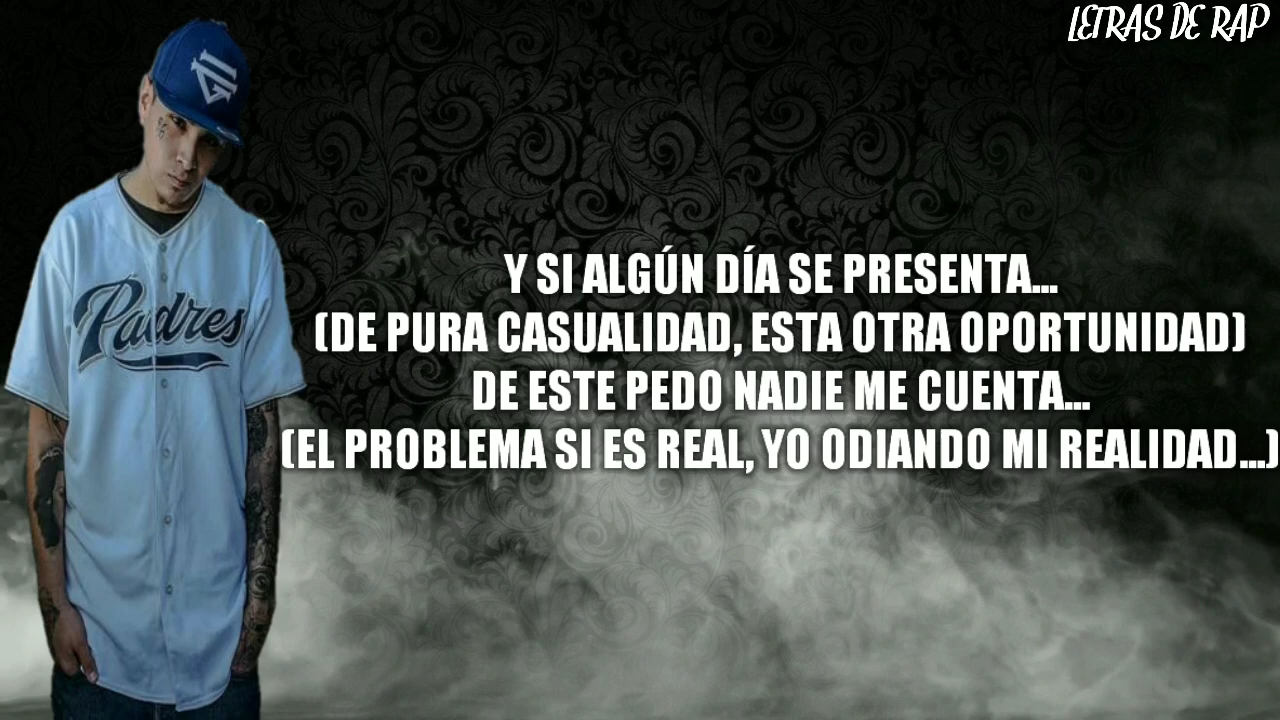 LETRAS DE RAP
Y SI ALGÚN DÍA SE PRESENTA...
(DE PURA CASUALIDAD, ESTA OTRA OPORTUNIDAD)
DE ESTE PEDO NADIE ME CUENTA...
(EL PROBLEMA SI ES REAL, YO ODIANDO MI REALIDAD...)
Padres